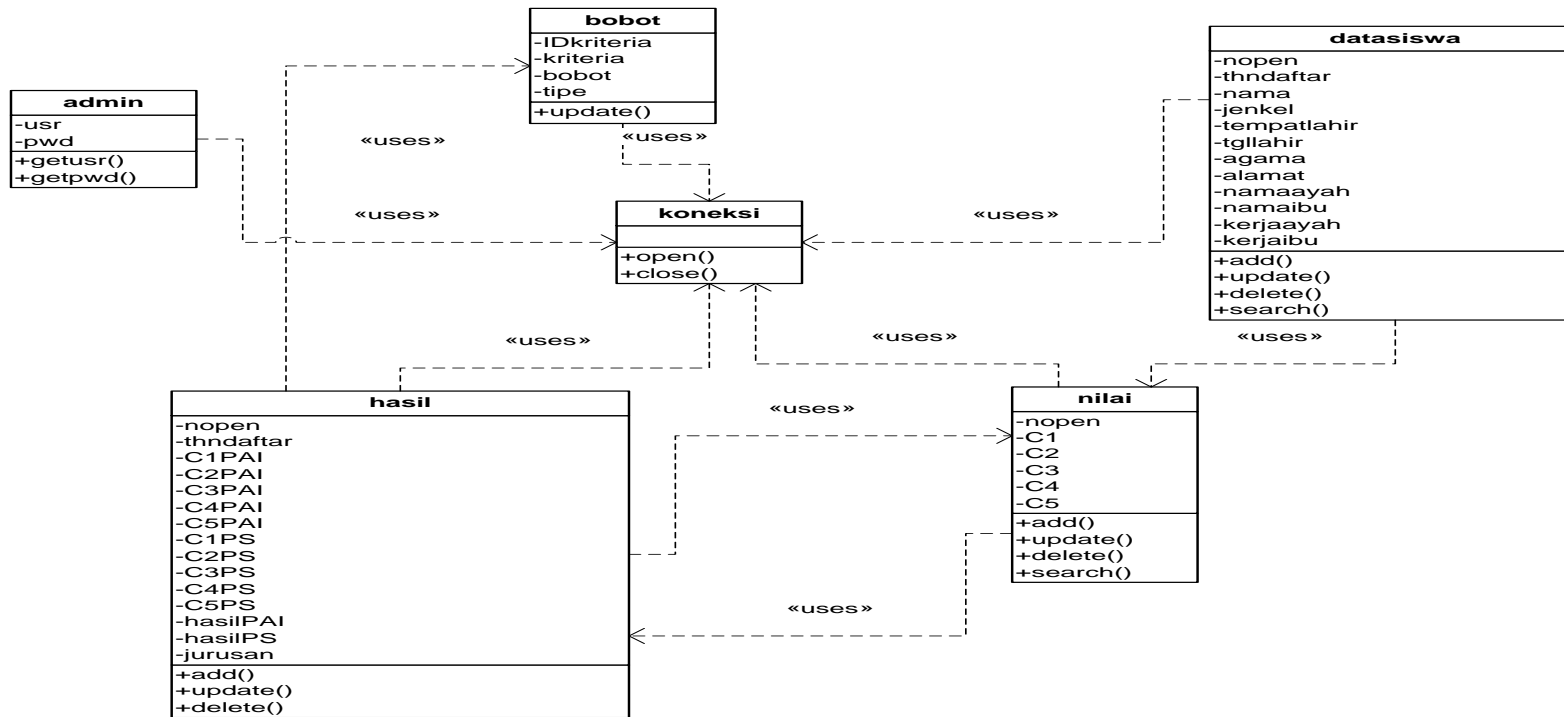 bobot
-IDkriteria
-kriteria
-bobot
-tipe
+update()
datasiswa
-nopen
-thndaftar
-nama
-jenkel
-tempatlahir
-tgllahir
-agama
-alamat
-namaayah
-namaibu
-kerjaayah
-kerjaibu
+add()
+update()
+delete()
+search()
admin
-usr
-pwd
+getusr()
+getpwd()
«uses»
«uses»
«uses»
«uses»
koneksi
+open()
+close()
«uses»
«uses»
«uses»
hasil
-nopen
-thndaftar
-C1PAI
-C2PAI
-C3PAI
-C4PAI
-C5PAI
-C1PS
-C2PS
-C3PS
-C4PS
-C5PS
-hasilPAI
-hasilPS
-jurusan
+add()
+update()
+delete()
«uses»
«uses»
nilai
-nopen
-C1
-C2
-C3
-C4
-C5
+add()
+update()
+delete()
+search()